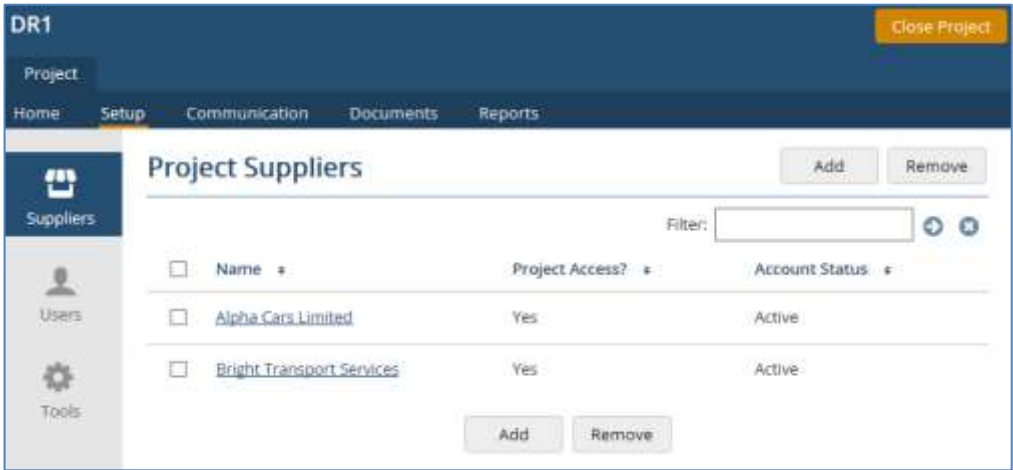 DR1
Close Project
Project
Home Setup Communication Documents Reports
Suppliers
Users
Tools
Project Suppliers
Add Remove
Filter:
Name Project Access? Account Status
Alpha Cars Limited Yes Active
Bright Transport Services Yes Active
Add Remove